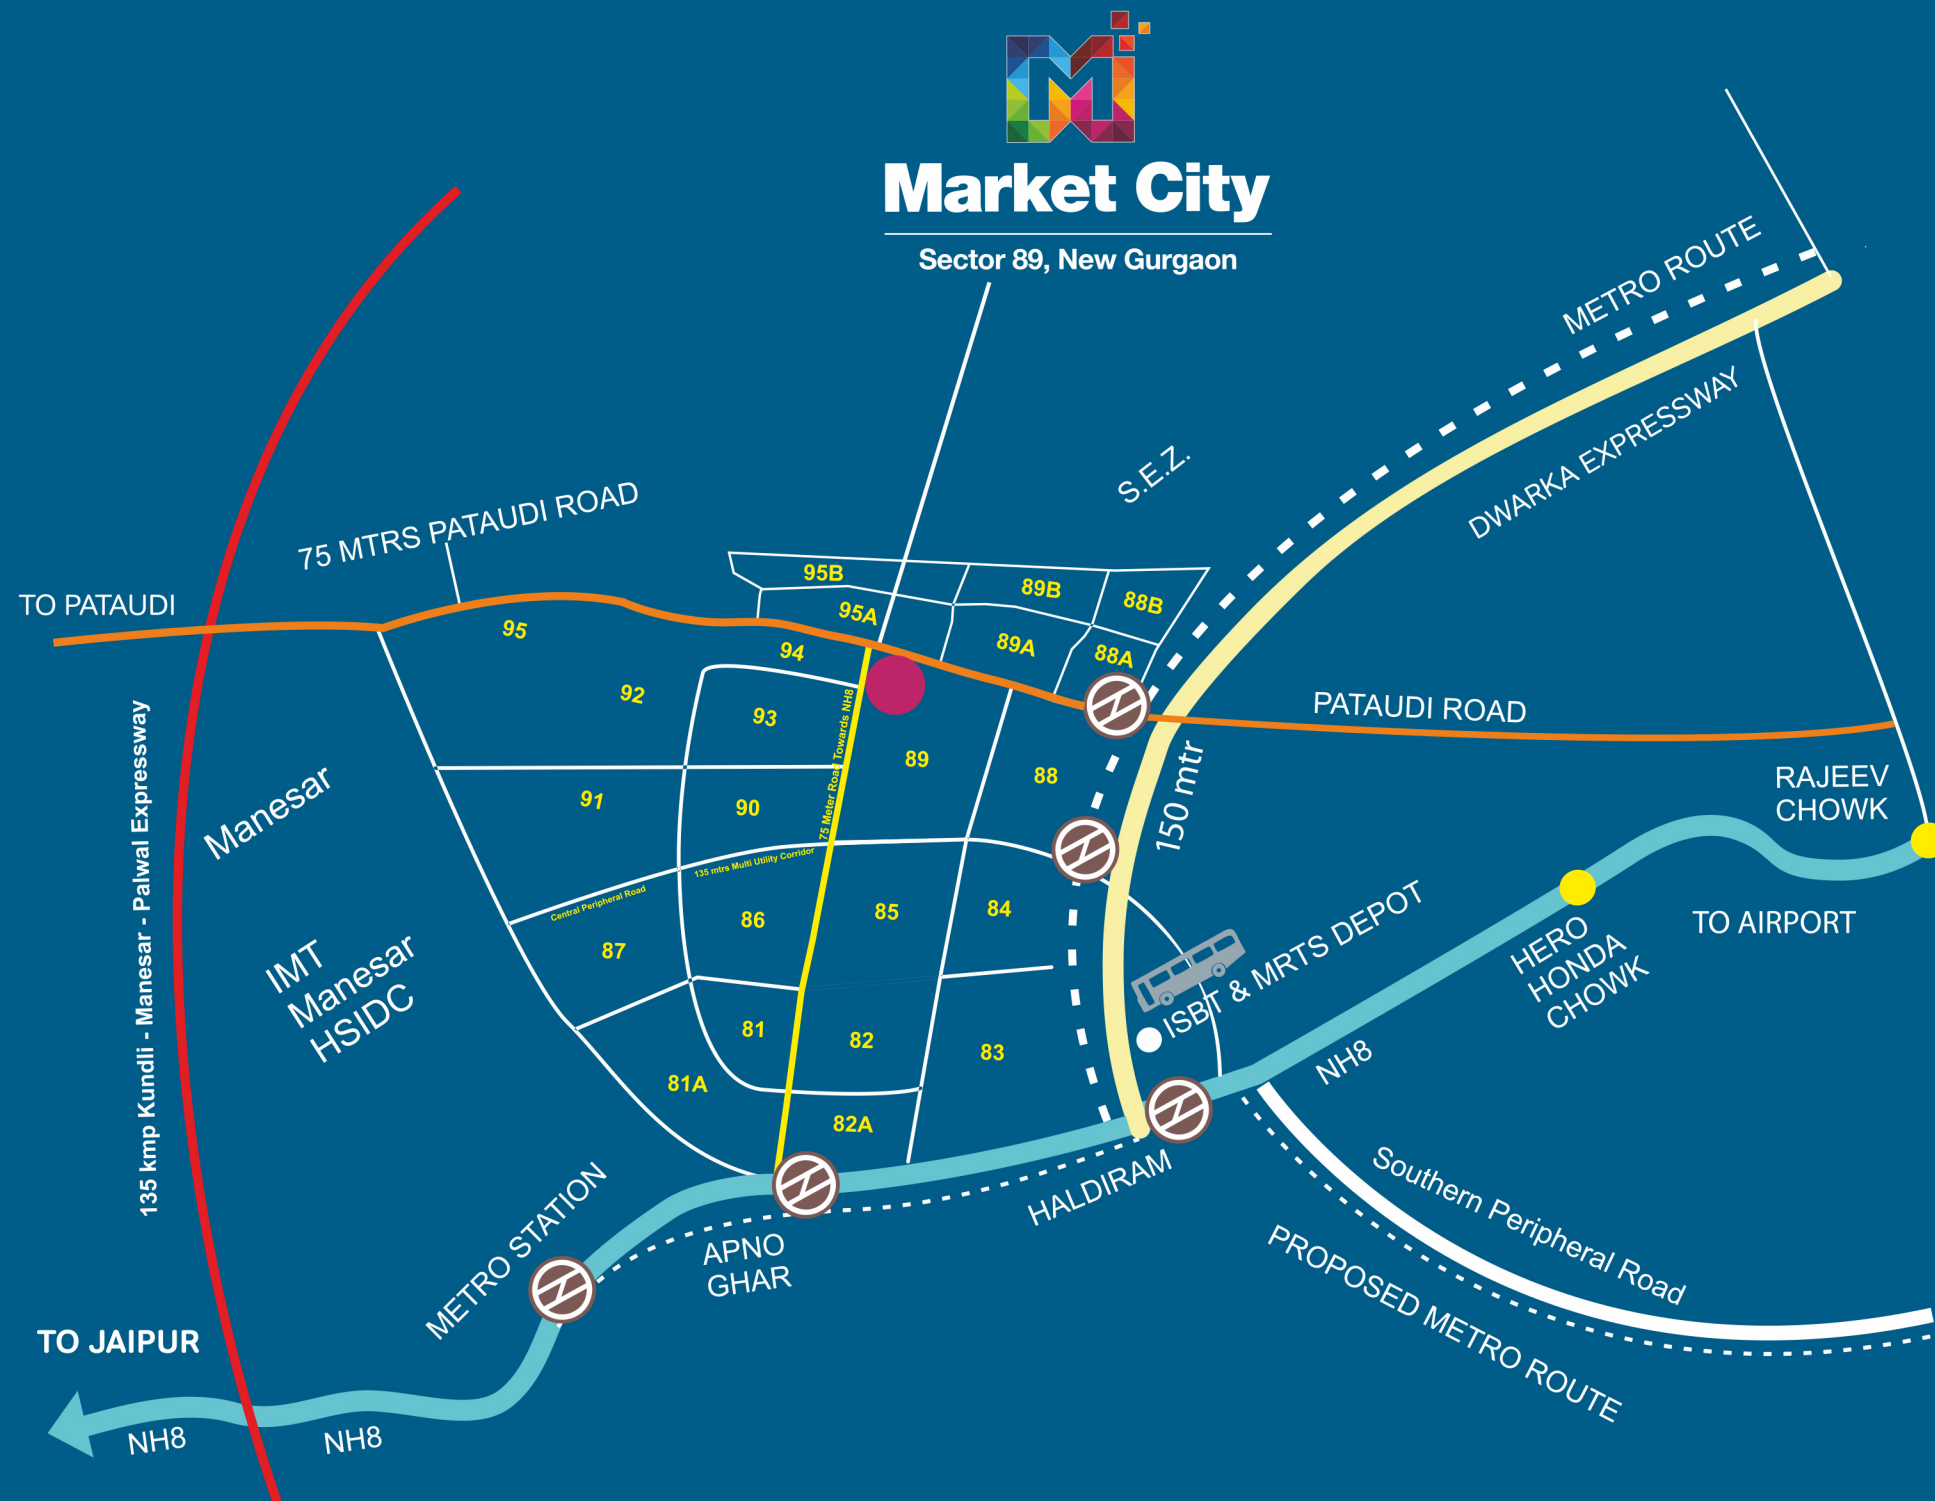 Market City
Sector 89, New Gurgaon
METRO ROUTE
DWARKA EXPRESSWAY
S.E.Z.
75 MTRS PATAUDI ROAD
TO PATAUDI
95B
89B
88B
95A
89A
88A
95
94
92
93
89
88
91
90
86
85
84
87
81
82
83
81A
82A
75 Meter Road Towards NH8
135 mtrs Multi Utility Corridor
Central Peripheral Road
PATAUDI ROAD
150 mtr
RAJEEV
CHOWK
TO AIRPORT
HERO
HONDA
CHOWK
ISBT & MRTS DEPOT
NH8
Manesar
IMT
Manesar
HSIDC
135 kmp Kundli - Manesar - Palwal Expressway
HALDIRAM
Southern Peripheral Road
PROPOSED METRO ROUTE
METRO STATION
APNO
GHAR
TO JAIPUR
NH8
NH8